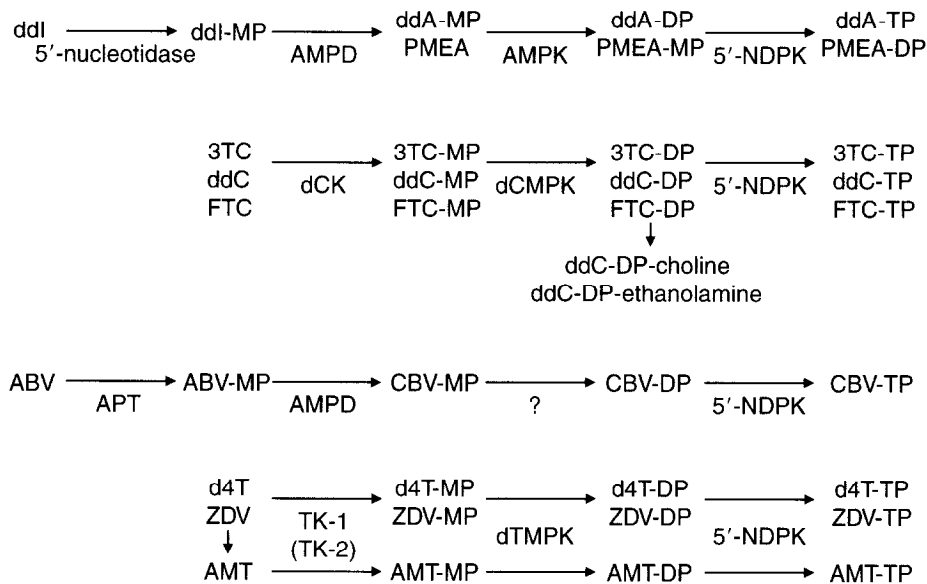 ddI ddI-MP ddA-MP ddA-DP ddA-TP
5′-nucleotidase AMPD PMEA AMPK PMEA-MP 5′-NDPK PMEA-DP
3TC 3TC-MP 3TC-DP 3TC-TP
dCK dCMPK 5′-NDPK
ddC ddC-MP ddC-DP ddC-TP
FTC FTC-MP FTC-DP FTC-TP
ddC-DP-choline
ddC-DP-ethanolamine
ABV ABV-MP CBV-MP CBV-DP CBV-TP
APT AMPD ? 5′-NDPK
d4T d4T-MP d4T-DP d4T-TP
ZDV TK-1 ZDV-MP ZDV-DP ZDV-TP
(TK-2) dTMPK 5′-NDPK
AMT AMT-MP AMT-DP AMT-TP